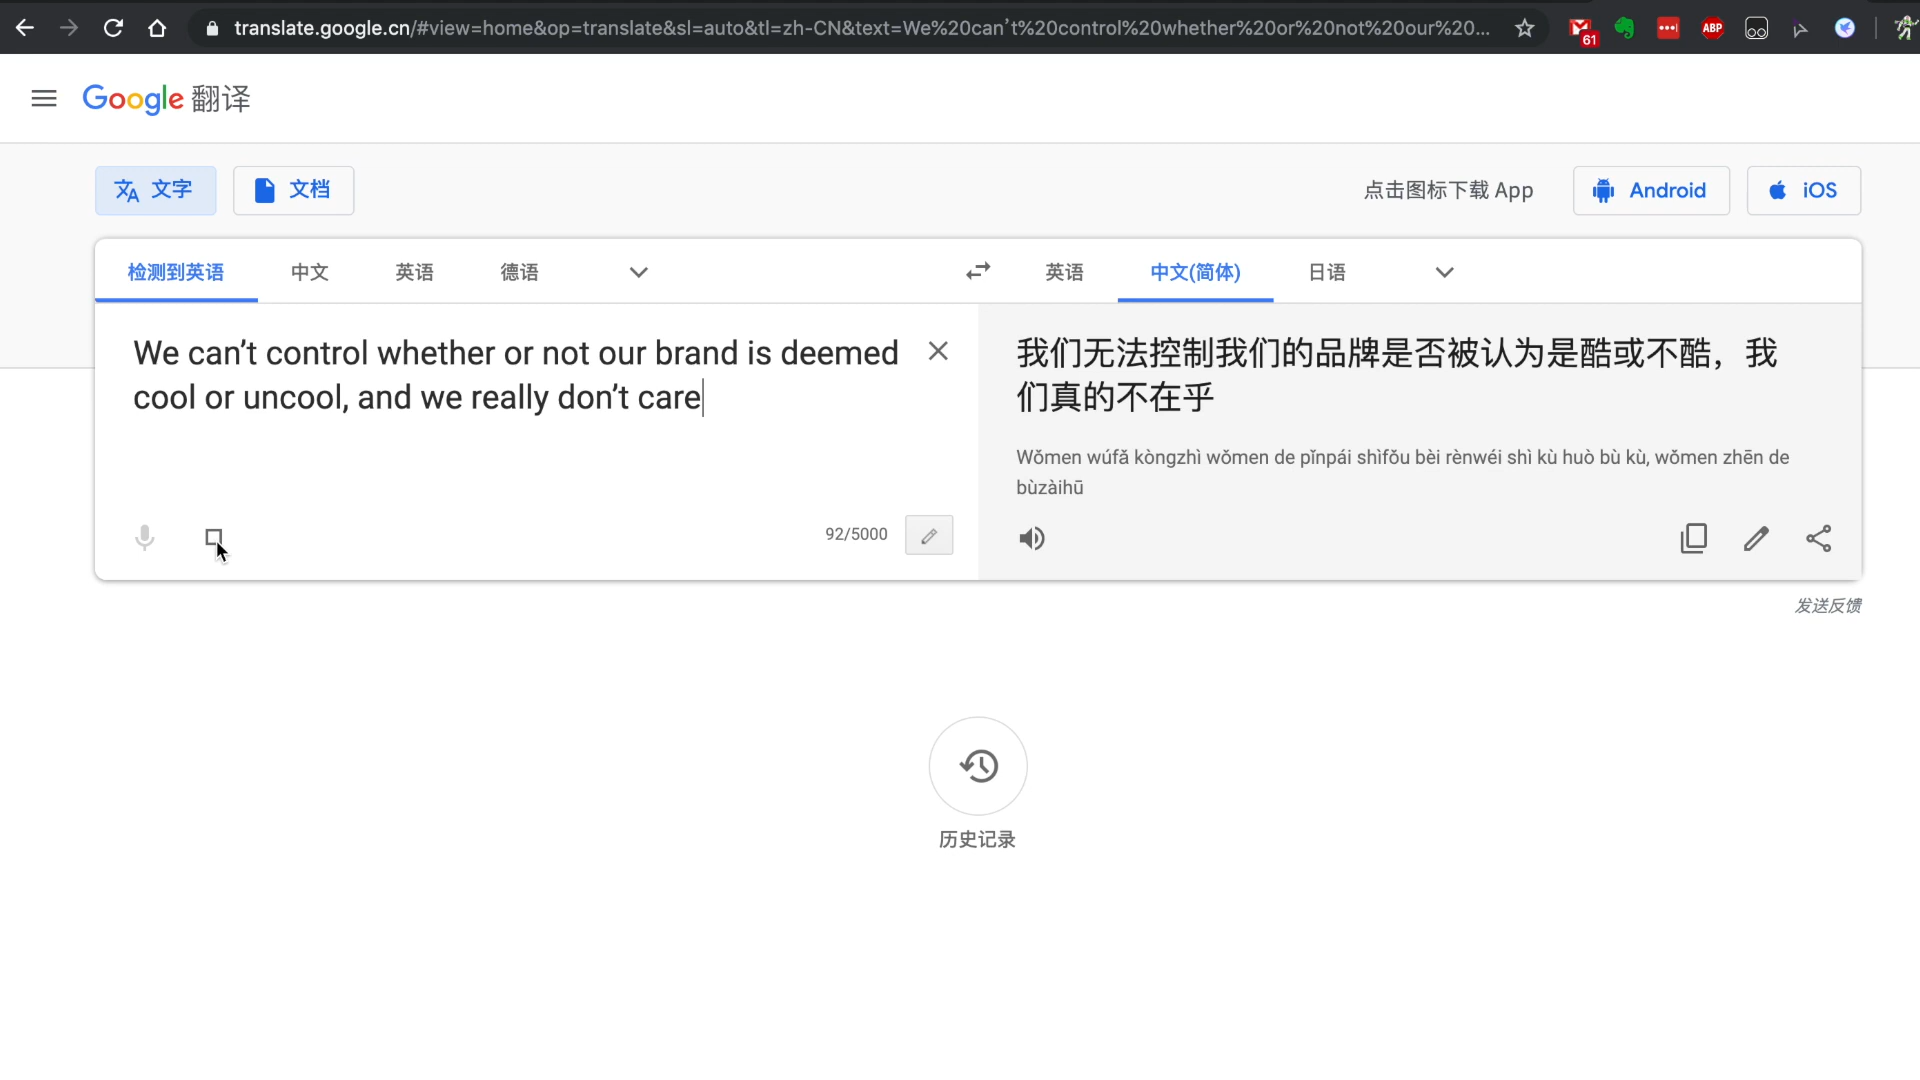 translate.google.cn/#view=home&op=translate&sl=auto&tl=zh-CN&text=We%20can’t%20control%20whether%20or%20not%20our%20...
61
ABP
Google 翻译
文字
文档
点击图标下载 App
Android
iOS
检测到英语
中文
英语
德语
英语
中文(简体)
日语
We can’t control whether or not our brand is deemed
cool or uncool, and we really don’t care
我们无法控制我们的品牌是否被认为是酷或不酷，我
们真的不在乎
Wǒmen wúfǎ kòngzhì wǒmen de pǐnpái shìfǒu bèi rènwéi shì kù huò bù kù, wǒmen zhēn de
bùzàihū
92/5000
发送反馈
历史记录